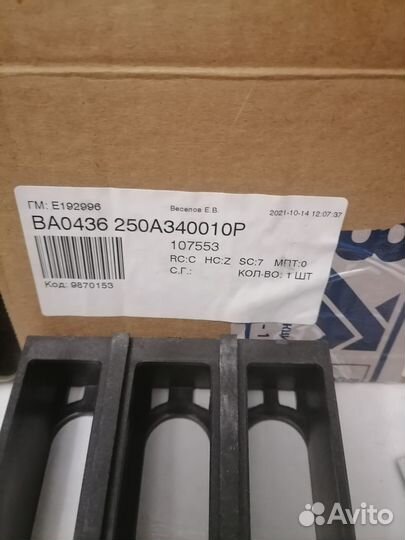 ГМ: E192996
Веселов Е.В.
2021-10-14 12:07:37
BA0436 250A340010P
107553
RC:C HC:Z SC:7 МПТ:0
С.Г.: КОЛ-ВО: 1 ШТ
Код: 9870153
Avito